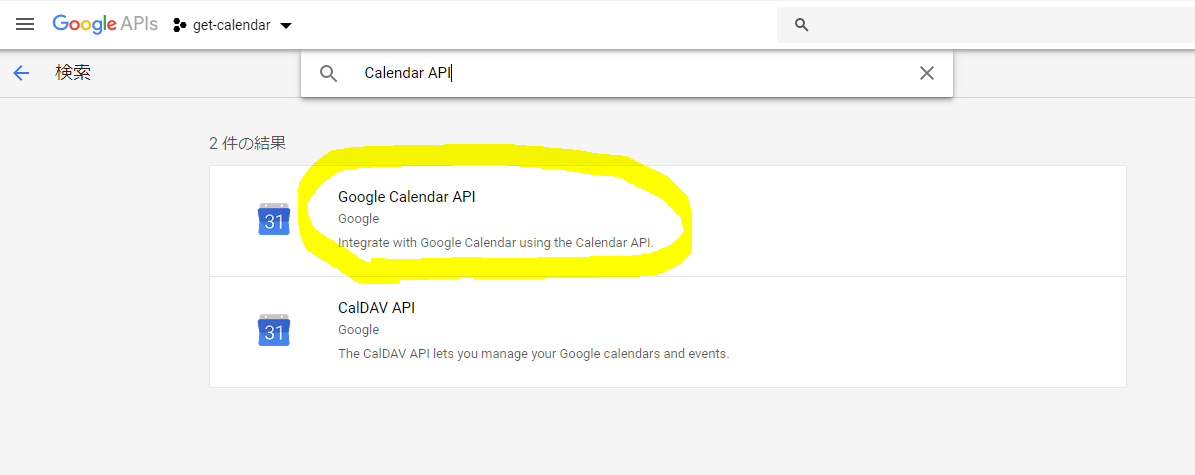 Google APIs get-calendar
検索
Calendar API
2 件の結果
31
Google Calendar API
Google
Integrate with Google Calendar using the Calendar API.
31
CalDAV API
Google
The CalDAV API lets you manage your Google calendars and events.